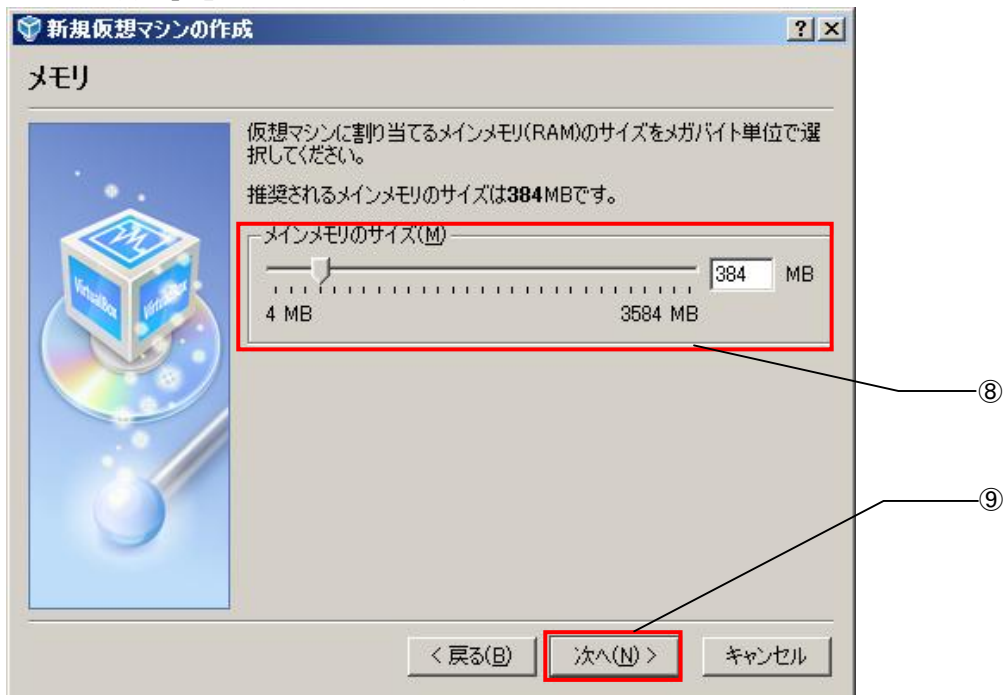 新規仮想マシンの作成
メモリ
仮想マシンに割り当てるメインメモリ(RAM)のサイズをメガバイト単位で選
択してください。
推奨されるメインメモリのサイズは384MBです。
メインメモリのサイズ(M)
384 MB
4 MB 3584 MB
VirtualBox
⑧
⑨
< 戻る(B) 次へ(N) > キャンセル